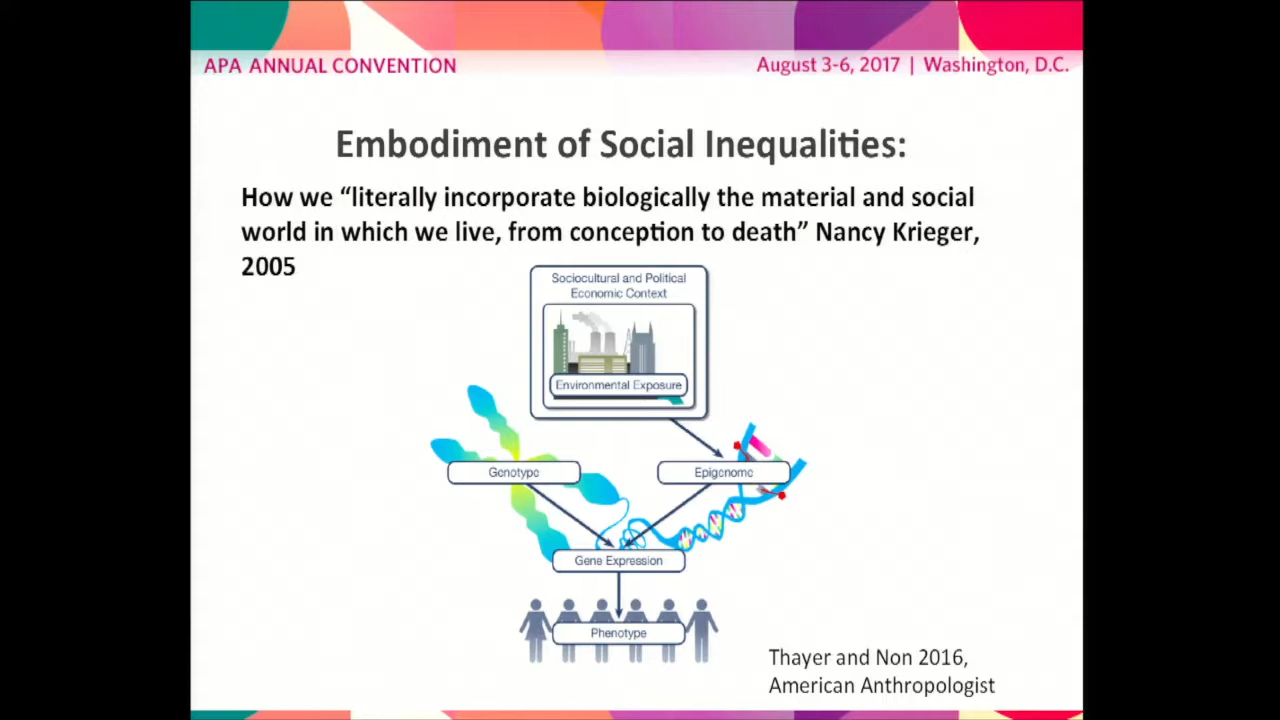 APA ANNUAL CONVENTION
August 3-6, 2017 | Washington, D.C.
Embodiment of Social Inequalities:
How we “literally incorporate biologically the material and social
world in which we live, from conception to death” Nancy Krieger,
2005
Sociocultural and Political
Economic Context
Environmental Exposure
Genotype
Epigenome
Gene Expression
Phenotype
Thayer and Non 2016,
American Anthropologist